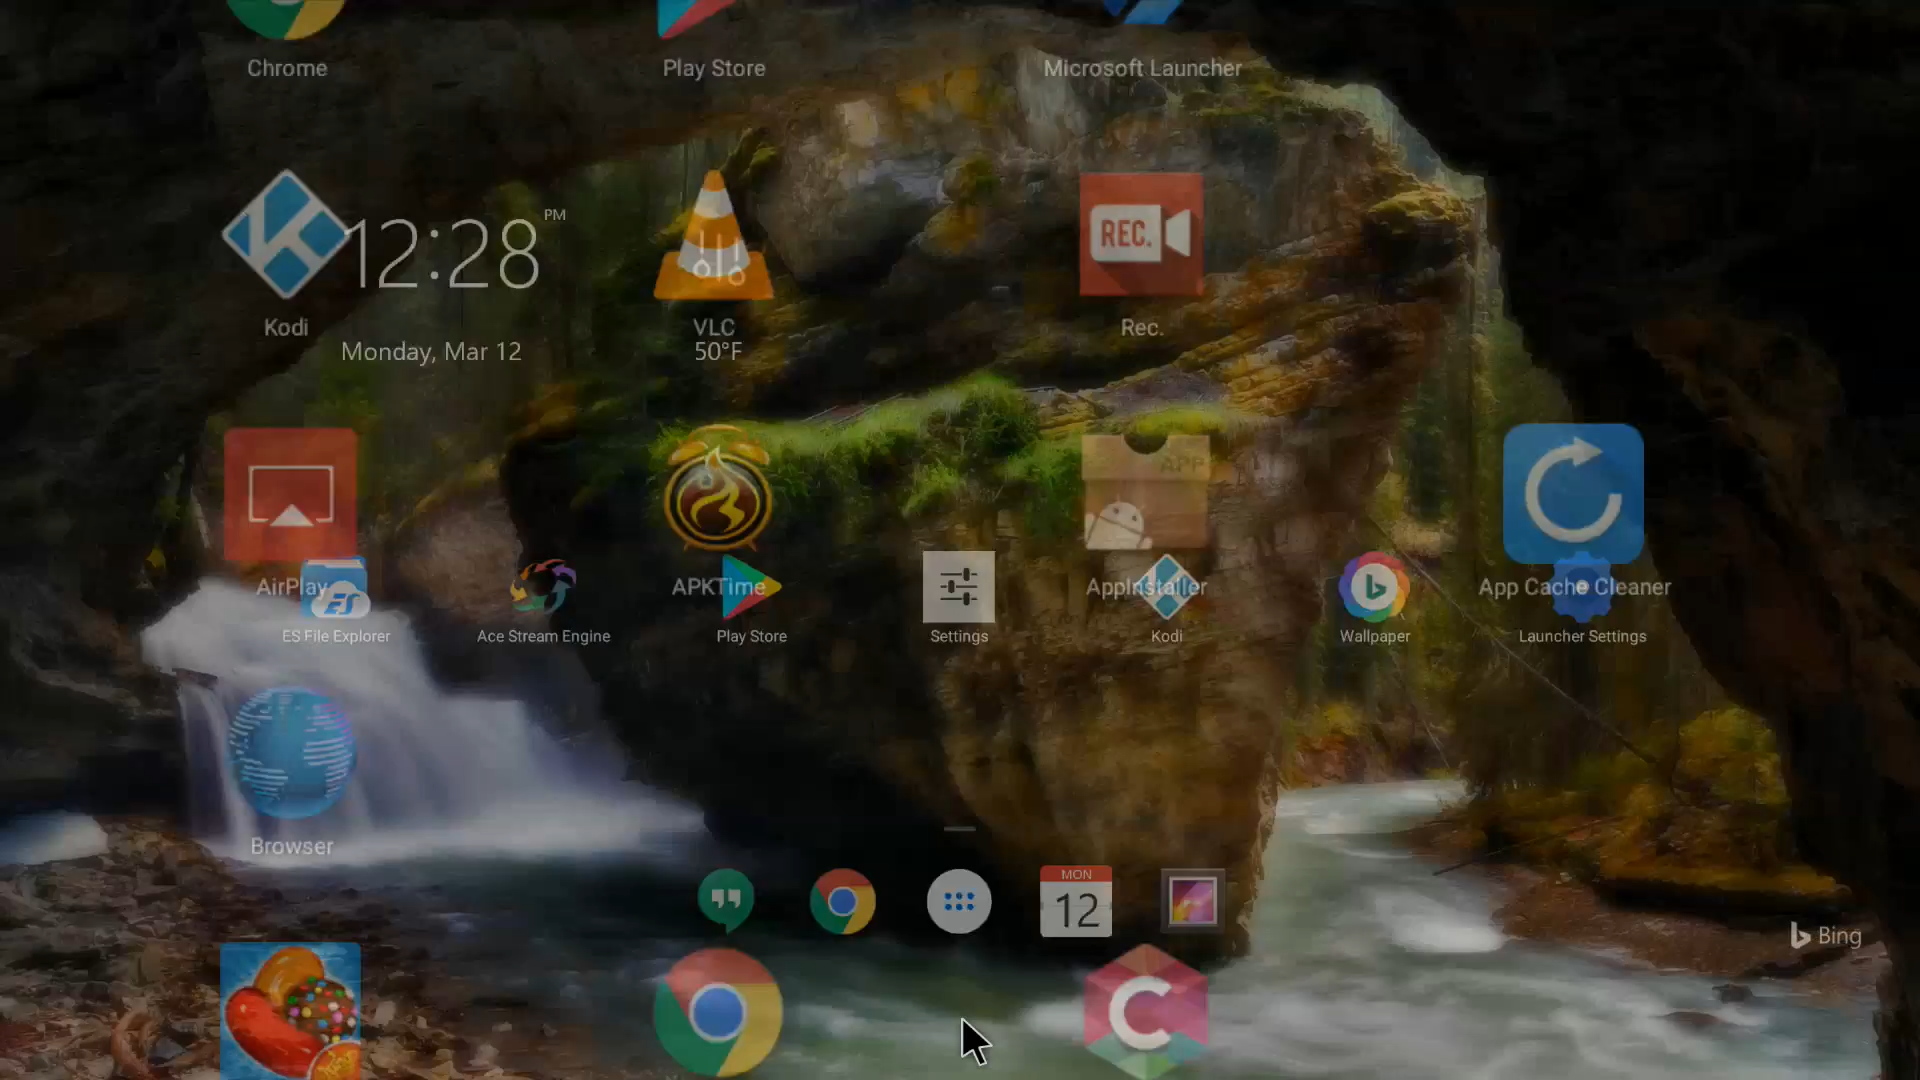 Chrome
Play Store
Microsoft Launcher
12:28 PM
REC.
Kodi
VLC
Rec.
Monday, Mar 12
50°F
APP
AirPlay
APKTime
AppInstaller
App Cache Cleaner
ES
ES File Explorer
Ace Stream Engine
Play Store
Settings
Kodi
Wallpaper
Launcher Settings
Browser
MON
12
Bing